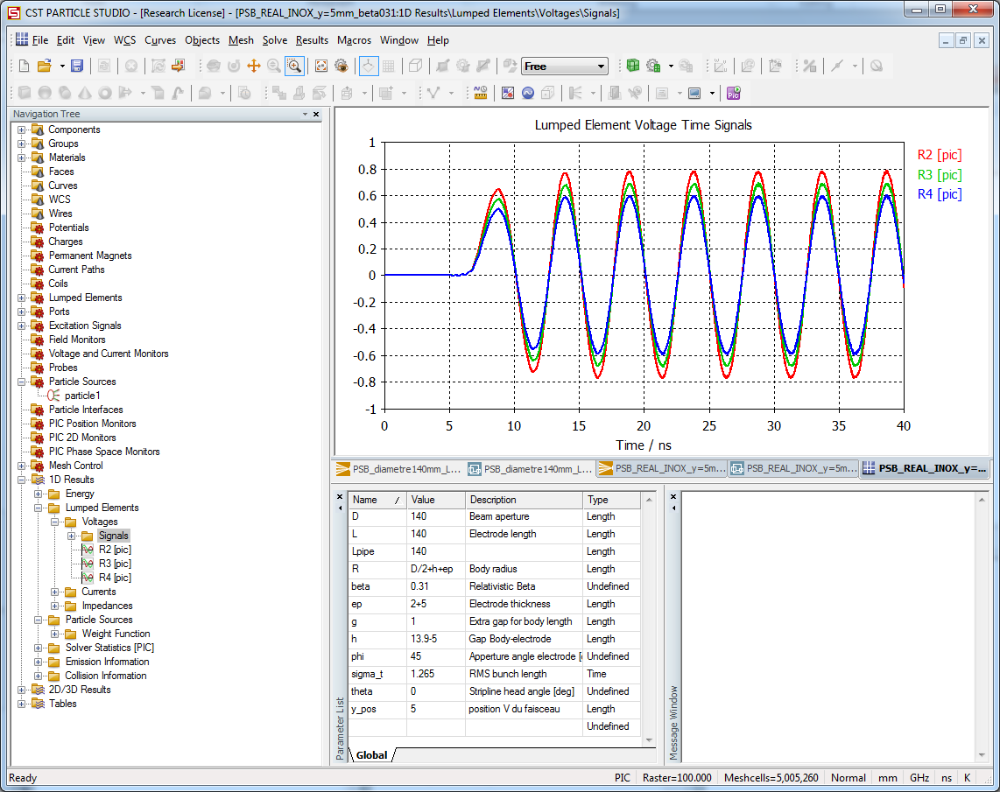 CST PARTICLE STUDIO - [Research License] - [PSB_REAL_INOX_y=5mm_beta031:1D Results\Lumped Elements\Voltages\Signals]
File Edit View WCS Curves Objects Mesh Solve Results Macros Window Help
Free
Pic
Navigation Tree
Components
Groups
Materials
Faces
Curves
WCS
Wires
Potentials
Charges
Permanent Magnets
Current Paths
Coils
Lumped Elements
Ports
Excitation Signals
Field Monitors
Voltage and Current Monitors
Probes
Particle Sources
particle1
Particle Interfaces
PIC Position Monitors
PIC 2D Monitors
PIC Phase Space Monitors
Mesh Control
1D Results
Energy
Lumped Elements
Voltages
Signals
R2 [pic]
R3 [pic]
R4 [pic]
Currents
Impedances
Particle Sources
Weight Function
Solver Statistics [PIC]
Emission Information
Collision Information
2D/3D Results
Tables
Lumped Element Voltage Time Signals
1
0.8
0.6
0.4
0.2
0
-0.2
-0.4
-0.6
-0.8
-1
0 5 10 15 20 25 30 35 40
Time / ns
R2 [pic]
R3 [pic]
R4 [pic]
PSB_diametre140mm_L... PSB_diametre140mm_L... PSB_REAL_INOX_y=5m... PSB_REAL_INOX_y=5m... PSB_REAL_INOX_y=...
Parameter List
Name / Value Description Type
D 140 Beam aperture Length
L 140 Electrode length Length
Lpipe 140 Length
R D/2+h+ep Body radius Length
beta 0.31 Relativistic Beta Undefined
ep 2+5 Electrode thickness Length
g 1 Extra gap for body length Length
h 13.9-5 Gap Body-electrode Length
phi 45 Apperture angle electrode [ Undefined
sigma_t 1.265 RMS bunch length Time
theta 0 Stripline head angle [deg] Undefined
y_pos 5 position V du faisceau Length
Undefined
Global
Message Window
Ready PIC Raster=100.000 Meshcells=5,005,260 Normal mm GHz ns K